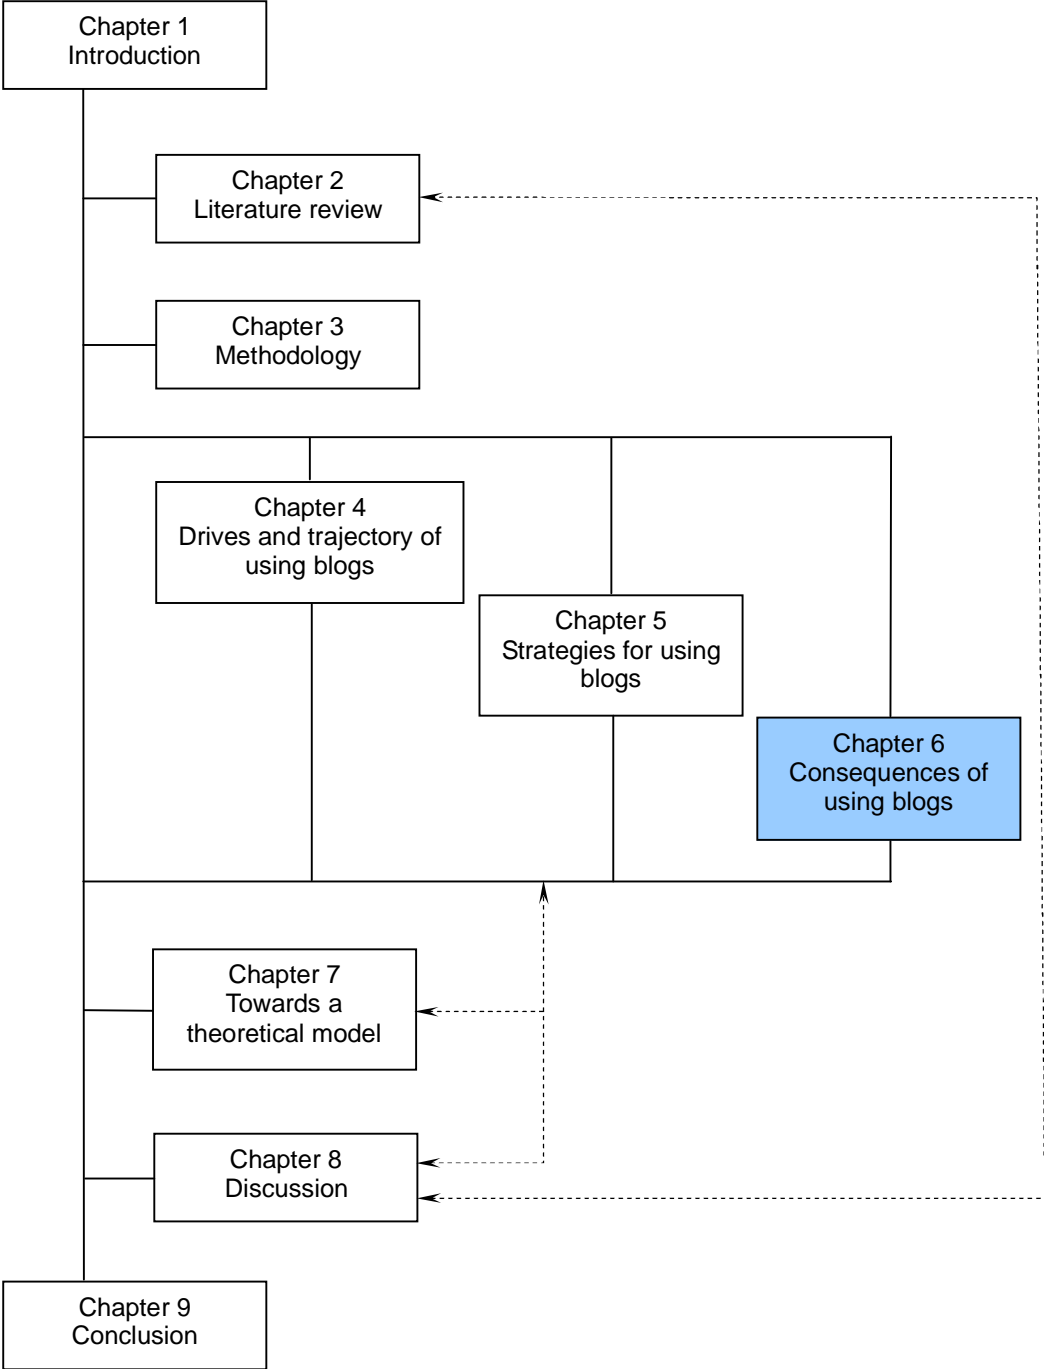 Chapter 1
Introduction
Chapter 2
Literature review
Chapter 3
Methodology
Chapter 4
Drives and trajectory of
using blogs
Chapter 5
Strategies for using
blogs
Chapter 6
Consequences of
using blogs
Chapter 7
Towards a
theoretical model
Chapter 8
Discussion
Chapter 9
Conclusion